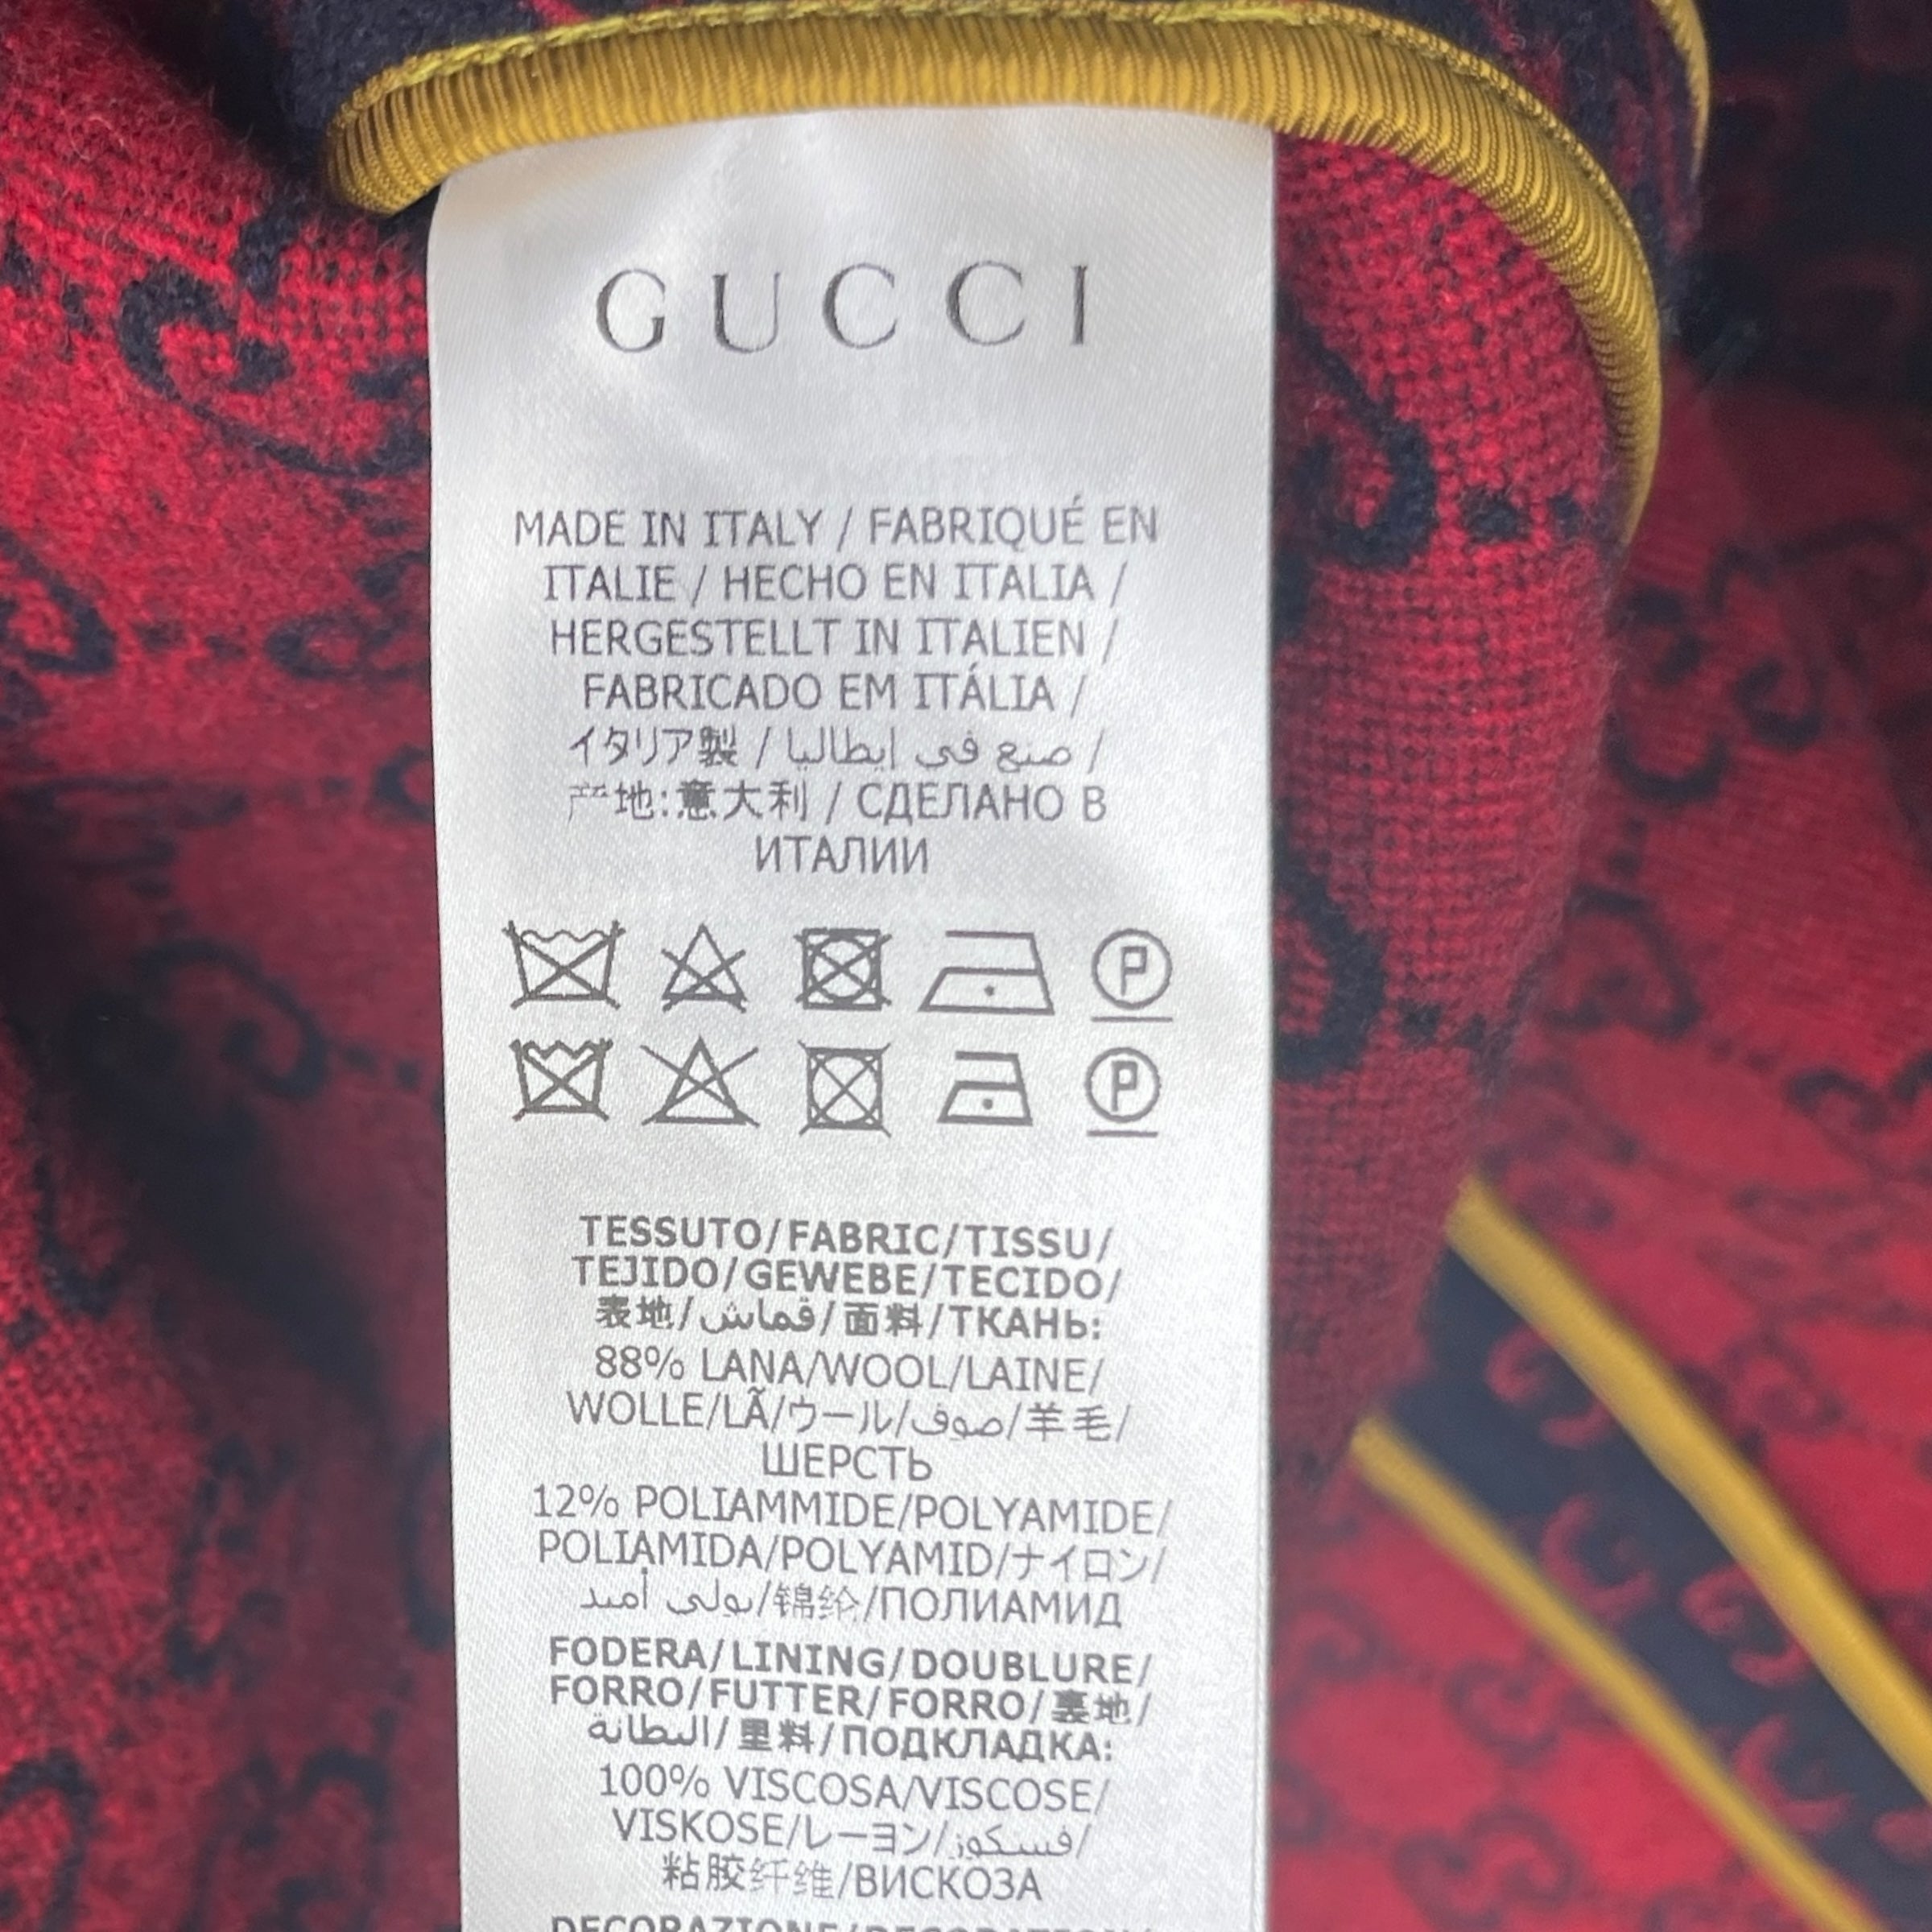 GUCCI
MADE IN ITALY / FABRIQUÉ EN
ITALIE / HECHO EN ITALIA /
HERGESTELLT IN ITALIEN /
FABRICADO EM ITÁLIA /
イタリア製 / صنع في إيطاليا /
产地:意大利 / СДЕЛАНО В
ИТАЛИИ
P
P
TESSUTO/FABRIC/TISSU/
TEJIDO/GEWEBE/TECIDO/
表地/قماش/面料/ТКАНЬ:
88% LANA/WOOL/LAINE/
WOLLE/LÃ/ウール/صوف/羊毛/
ШЕРСТЬ
12% POLIAMMIDE/POLYAMIDE/
POLIAMIDA/POLYAMID/ナイロン/
بولي أميد/锦纶/ПОЛИАМИД
FODERA/LINING/DOUBLURE/
FORRO/FUTTER/FORRO/裏地/
البطانة/里料/ПОДКЛАДКА:
100% VISCOSA/VISCOSE/
VISKOSE/レーヨン/فسكوز/
粘胶纤维/ВИСКОЗА
DECORAZIONE/DECORATION/